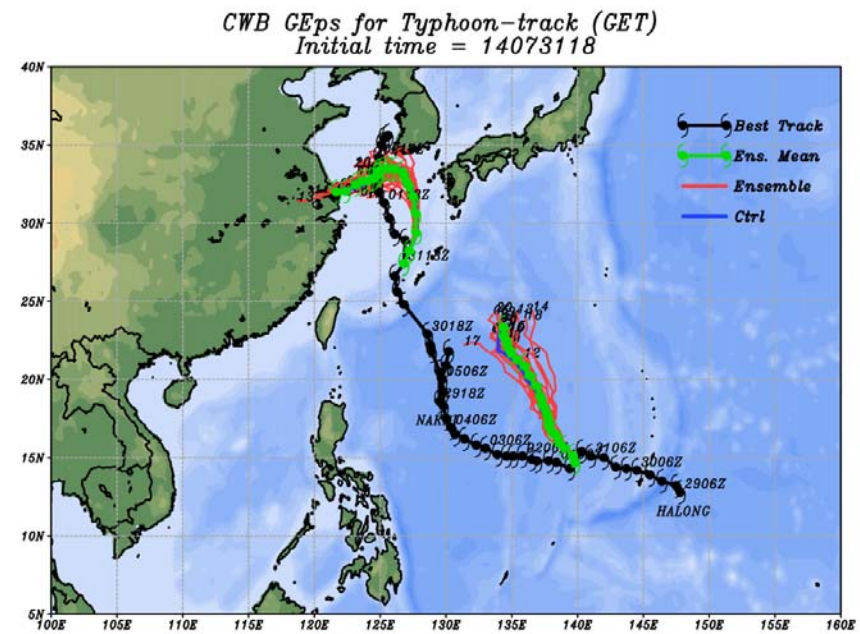 CWB GEps for Typhoon-track (GET)
Initial time = 14073118
40N
35N
30N
25N
20N
15N
10N
5N
100E
105E
110E
115E
120E
125E
130E
135E
140E
145E
150E
155E
160E
Best Track
Ens. Mean
Ensemble
Ctrl
3018Z
0506Z
2918Z
0406Z
0306Z
3106Z
3006Z
2906Z
HALONG
17
12
14
18